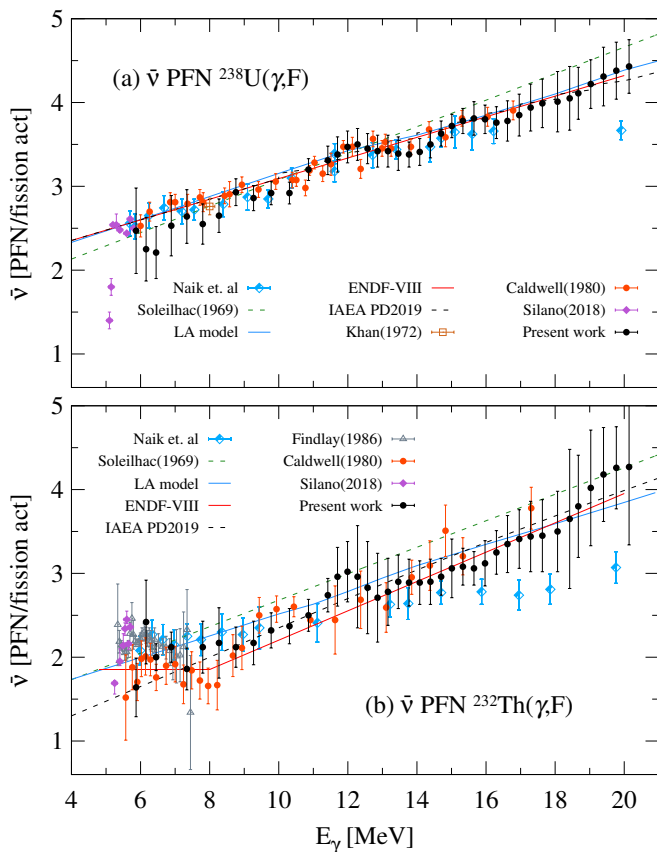 5
(a) ν̄ PFN ²³⁸U(γ,F)
4
3
2
1
ν̄ [PFN/fission act]
Naik et. al
Soleilhac(1969)
LA model
ENDF-VIII
IAEA PD2019
Khan(1972)
Caldwell(1980)
Silano(2018)
Present work
5
Naik et. al
Soleilhac(1969)
LA model
ENDF-VIII
IAEA PD2019
Findlay(1986)
Caldwell(1980)
Silano(2018)
Present work
4
3
2
1
ν̄ [PFN/fission act]
(b) ν̄ PFN ²³²Th(γ,F)
4 6 8 10 12 14 16 18 20
Eγ [MeV]